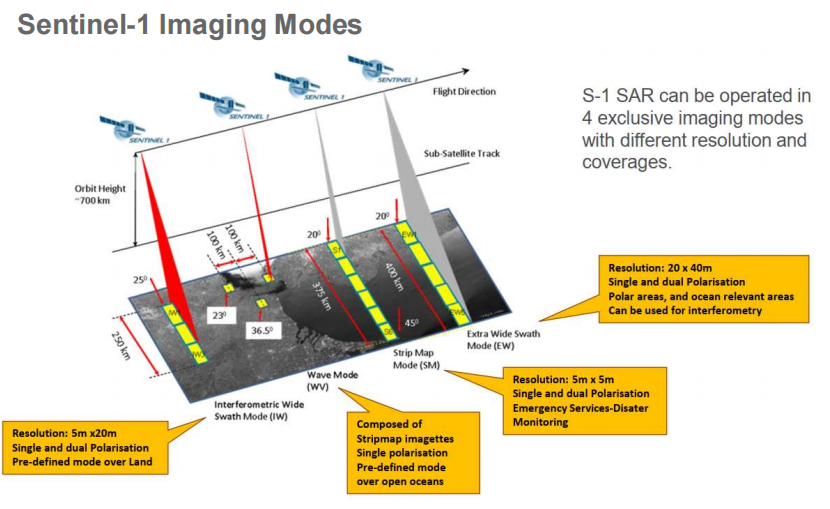 Sentinel-1 Imaging Modes
SENTINEL 1
SENTINEL 1
SENTINEL 1
SENTINEL 1
Flight Direction
S-1 SAR can be operated in
4 exclusive imaging modes
with different resolution and
coverages.
Sub-Satellite Track
Orbit Height
~700 km
100 km
100 km
20⁰
20⁰
S1
EW1
25⁰
375 km
400 km
IW1
23⁰
36.5⁰
45⁰
S6
EW5
250 km
IW3
Resolution: 20 x 40m
Single and dual Polarisation
Polar areas, and ocean relevant areas
Can be used for interferometry
Extra Wide Swath
Mode (EW)
Strip Map
Mode (SM)
Wave Mode
(WV)
Interferometric Wide
Swath Mode (IW)
Resolution: 5m x 5m
Single and dual Polarisation
Emergency Services-Disater
Monitoring
Composed of
Stripmap imagettes
Single polarisation
Pre-defined mode
over open oceans
Resolution: 5m x20m
Single and dual Polarisation
Pre-defined mode over Land